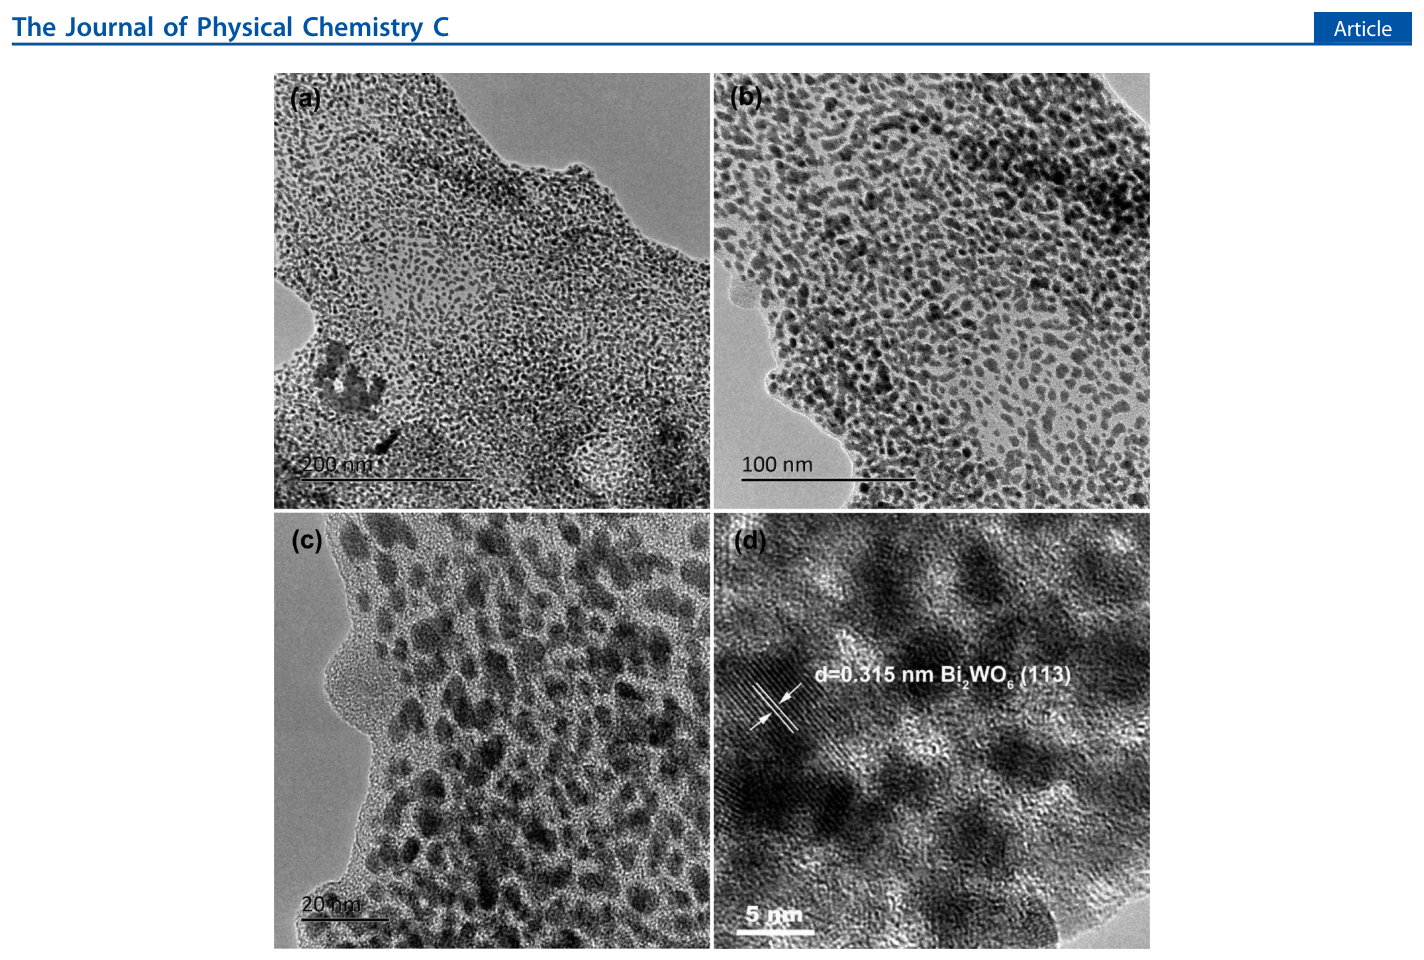 The Journal of Physical Chemistry C
Article
(a)
200 nm
(b)
100 nm
(c)
20 nm
(d)
d=0.315 nm Bi₂WO₆ (113)
5 nm